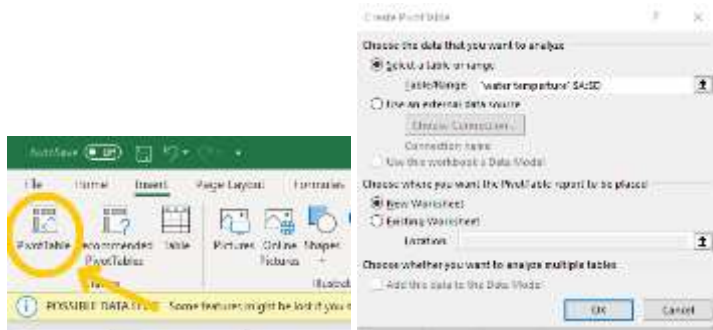 AutoSave Off
File Home Insert Page Layout Formulas
PivotTable Recommended PivotTables Table Pictures Online Pictures Shapes
POSSIBLE DATA Some features might be lost if you
Create PivotTable ? ×
Choose the data that you want to analyze
Select a table or range
Table/Range:
Use an external data source
Choose Connection...
Connection name:
Use this workbook's Data Model
Choose where you want the PivotTable report to be placed
New Worksheet
Existing Worksheet
Location:
Choose whether you want to analyze multiple tables
Add this data to the Data Model
OK Cancel